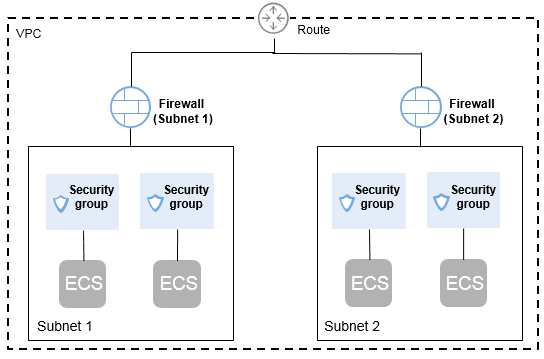 Route
VPC
Firewall
(Subnet 1)
Firewall
(Subnet 2)
Security
group
Security
group
Security
group
Security
group
ECS
ECS
ECS
ECS
Subnet 1
Subnet 2